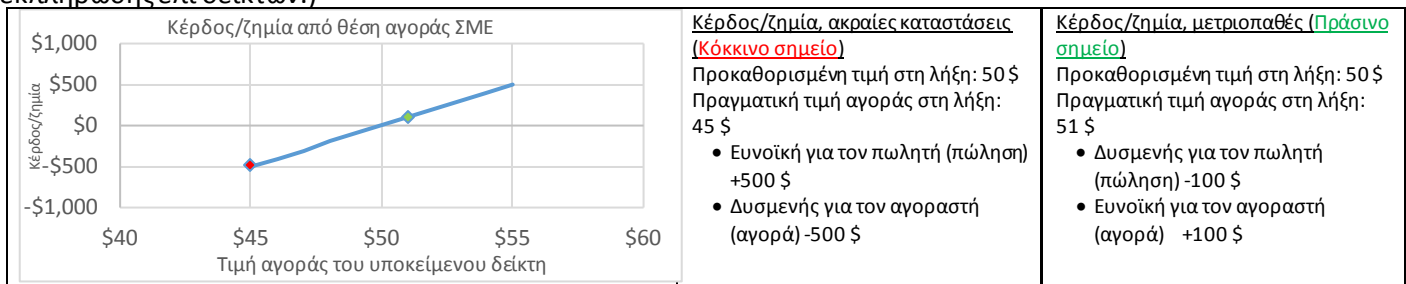 εκπλήρωσης επί δεικτών.)
Κέρδος/ζημία από θέση αγοράς ΣΜΕ
$1,000
$500
$0
-$500
-$1,000
Κέρδος/ζημία
$40 $45 $50 $55 $60
Τιμή αγοράς του υποκείμενου δείκτη
Κέρδος/ζημία, ακραίες καταστάσεις
(Κόκκινο σημείο)
Προκαθορισμένη τιμή στη λήξη: 50 $
Πραγματική τιμή αγοράς στη λήξη:
45 $
• Ευνοϊκή για τον πωλητή (πώληση)
+500 $
• Δυσμενής για τον αγοραστή
(αγορά) -500 $
Κέρδος/ζημία, μετριοπαθές (Πράσινο
σημείο)
Προκαθορισμένη τιμή στη λήξη: 50 $
Πραγματική τιμή αγοράς στη λήξη:
51 $
• Δυσμενής για τον πωλητή
(πώληση) -100 $
• Ευνοϊκή για τον αγοραστή
(αγορά) +100 $